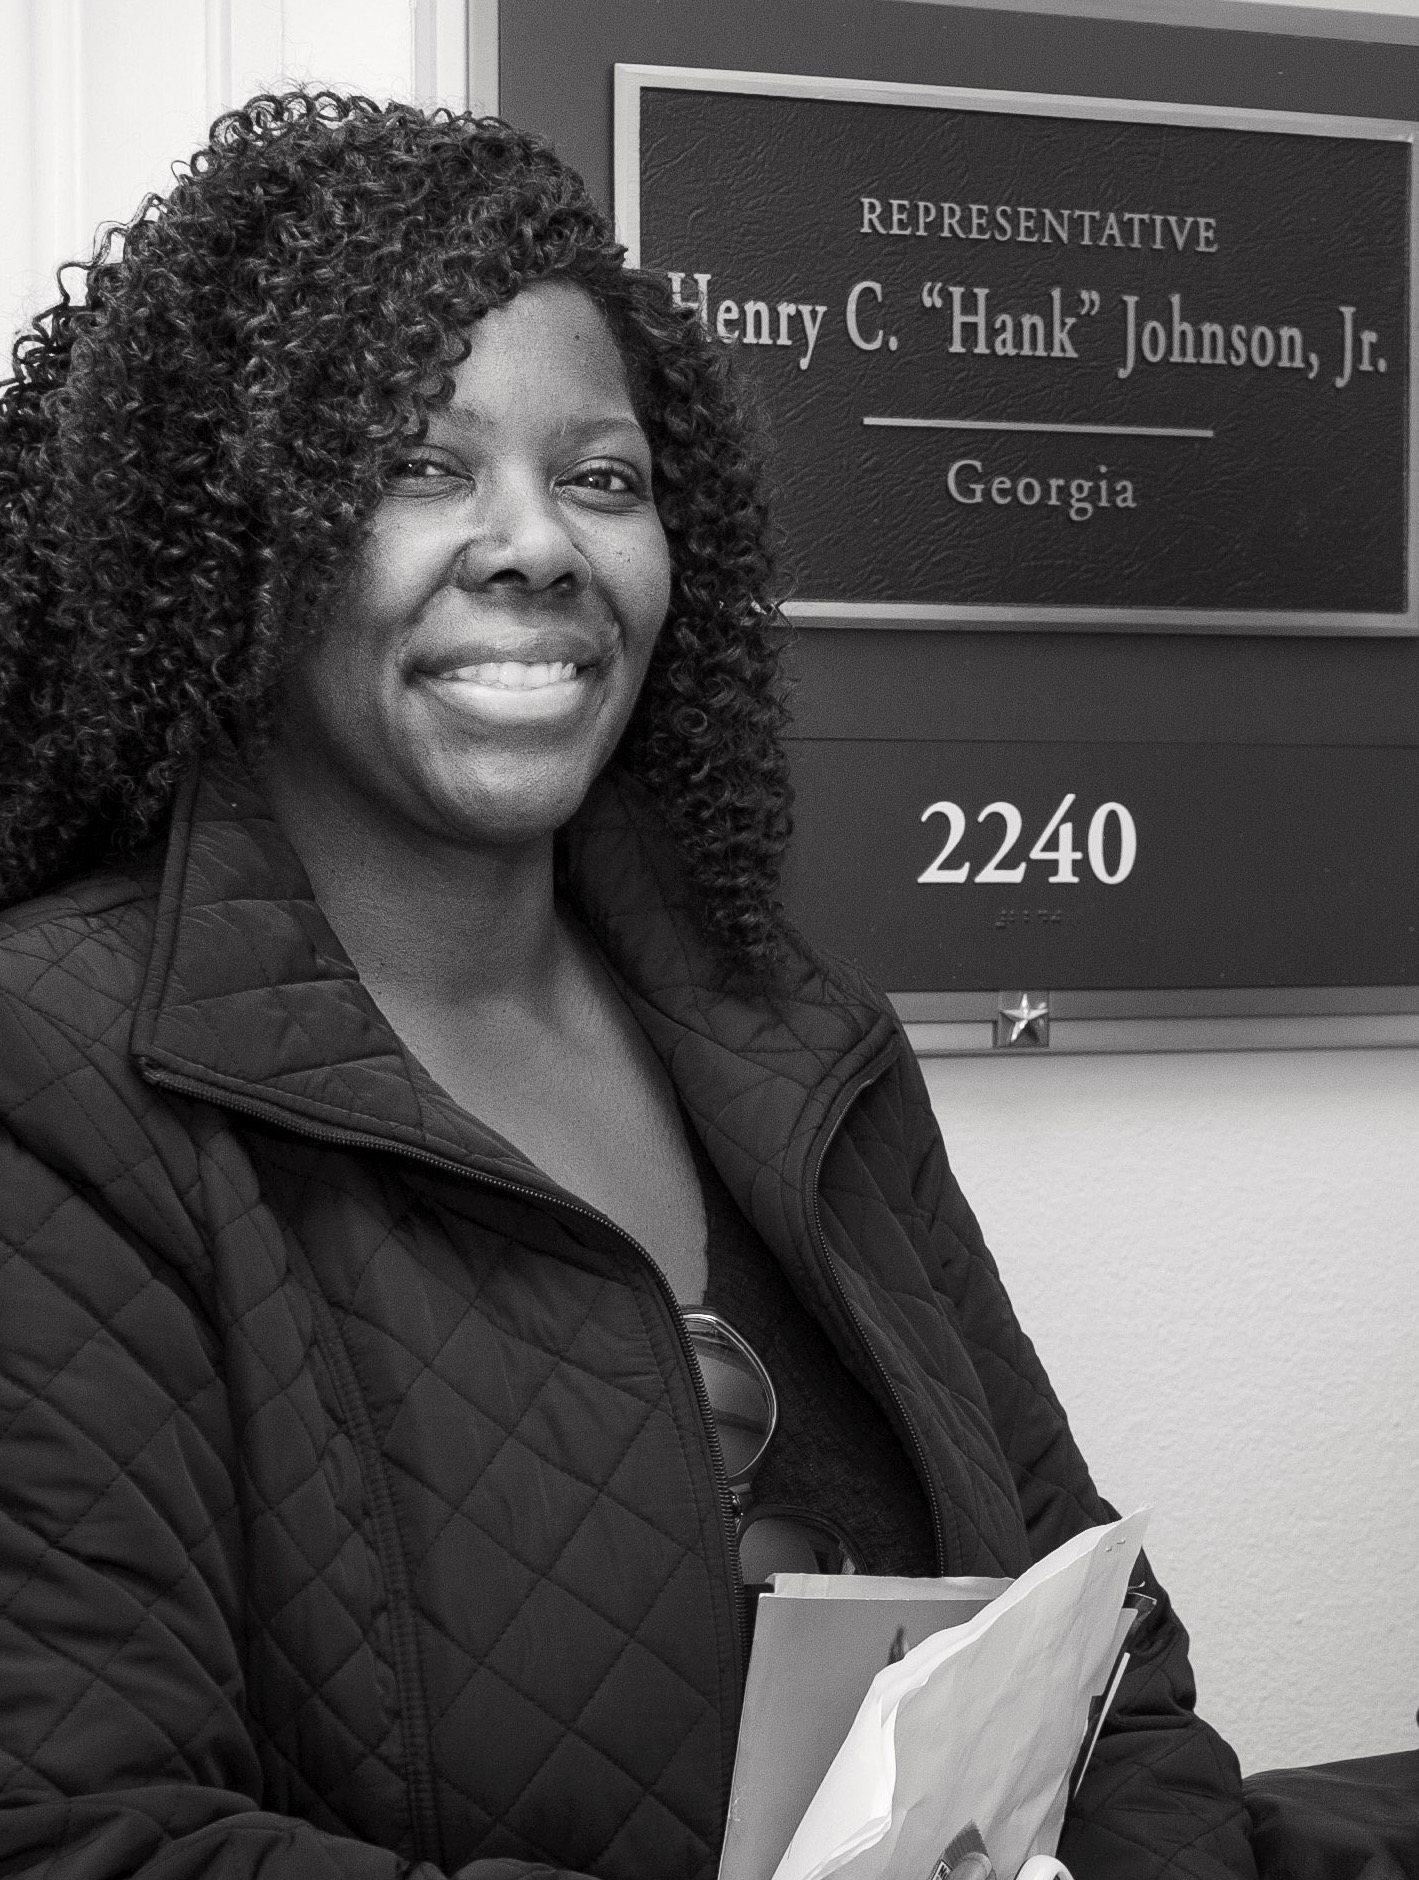 REPRESENTATIVE
Henry C. “Hank” Johnson, Jr.
Georgia
2240